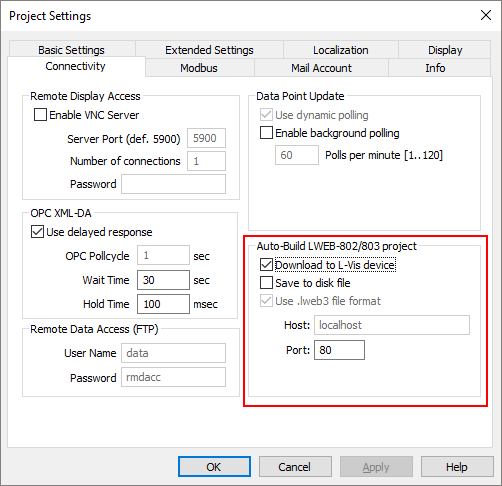 Project Settings
Basic Settings Extended Settings Localization Display
Connectivity Modbus Mail Account Info
Remote Display Access
Enable VNC Server
Server Port (def. 5900) 5900
Number of connections 1
Password
OPC XML-DA
Use delayed response
OPC Pollcycle 1 sec
Wait Time 30 sec
Hold Time 100 msec
Remote Data Access (FTP)
User Name data
Password rmdacc
Data Point Update
Use dynamic polling
Enable background polling
60 Polls per minute [1..120]
Auto-Build LWEB-802/803 project
Download to L-Vis device
Save to disk file
Use .lweb3 file format
Host: localhost
Port: 80
OK Cancel Apply Help